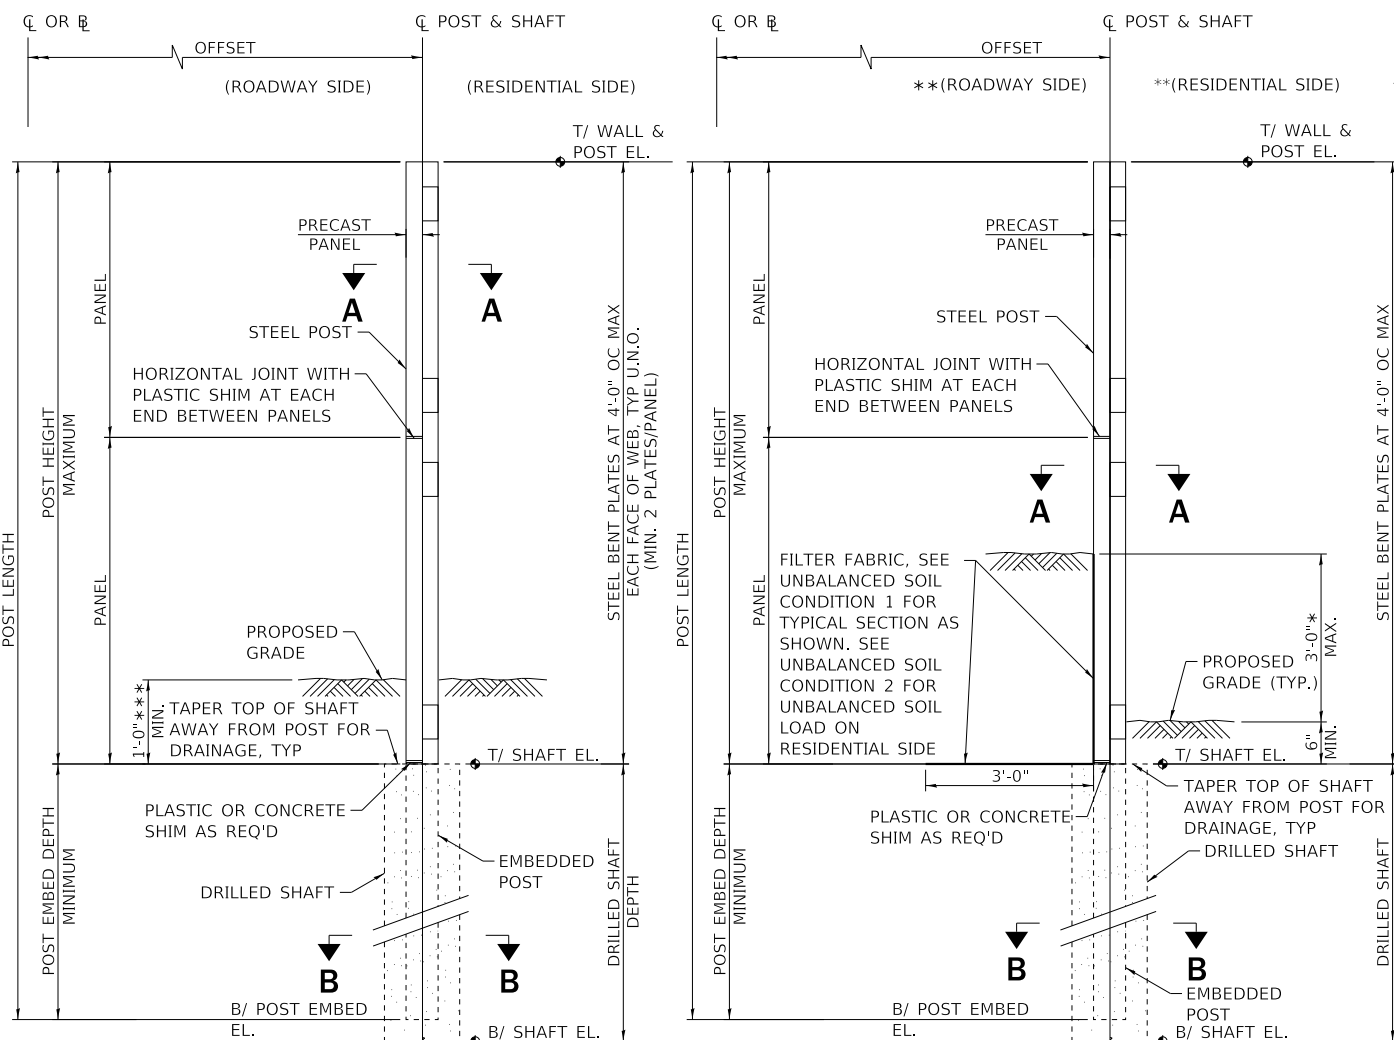 ℄ OR B̲L
OFFSET
(ROADWAY SIDE)
℄ POST & SHAFT
(RESIDENTIAL SIDE)
T/ WALL &
POST EL.
PRECAST
PANEL
A
A
PANEL
STEEL POST
HORIZONTAL JOINT WITH
PLASTIC SHIM AT EACH
END BETWEEN PANELS
POST HEIGHT
MAXIMUM
POST LENGTH
PANEL
STEEL BENT PLATES AT 4'-0" OC MAX
EACH FACE OF WEB, TYP U.N.O.
(MIN. 2 PLATES/PANEL)
PROPOSED
GRADE
1'-0"***
MIN.
TAPER TOP OF SHAFT
AWAY FROM POST FOR
DRAINAGE, TYP
T/ SHAFT EL.
PLASTIC OR CONCRETE
SHIM AS REQ'D
EMBEDDED
POST
DRILLED SHAFT
POST EMBED DEPTH
MINIMUM
DRILLED SHAFT
DEPTH
B
B
B/ POST EMBED
EL.
B/ SHAFT EL.
℄ OR B̲L
OFFSET
**(ROADWAY SIDE)
℄ POST & SHAFT
**(RESIDENTIAL SIDE)
T/ WALL &
POST EL.
PRECAST
PANEL
PANEL
STEEL POST
HORIZONTAL JOINT WITH
PLASTIC SHIM AT EACH
END BETWEEN PANELS
POST HEIGHT
MAXIMUM
A
A
POST LENGTH
PANEL
STEEL BENT PLATES AT 4'-0" OC MAX
FILTER FABRIC, SEE
UNBALANCED SOIL
CONDITION 1 FOR
TYPICAL SECTION AS
SHOWN. SEE
UNBALANCED SOIL
CONDITION 2 FOR
UNBALANCED SOIL
LOAD ON
RESIDENTIAL SIDE
3'-0"*
MAX.
PROPOSED
GRADE (TYP.)
6"
MIN.
T/ SHAFT EL.
3'-0"
TAPER TOP OF SHAFT
AWAY FROM POST FOR
DRAINAGE, TYP
PLASTIC OR CONCRETE
SHIM AS REQ'D
DRILLED SHAFT
POST EMBED DEPTH
MINIMUM
DRILLED SHAFT
B
B
EMBEDDED
POST
B/ POST EMBED
EL.
B/ SHAFT EL.